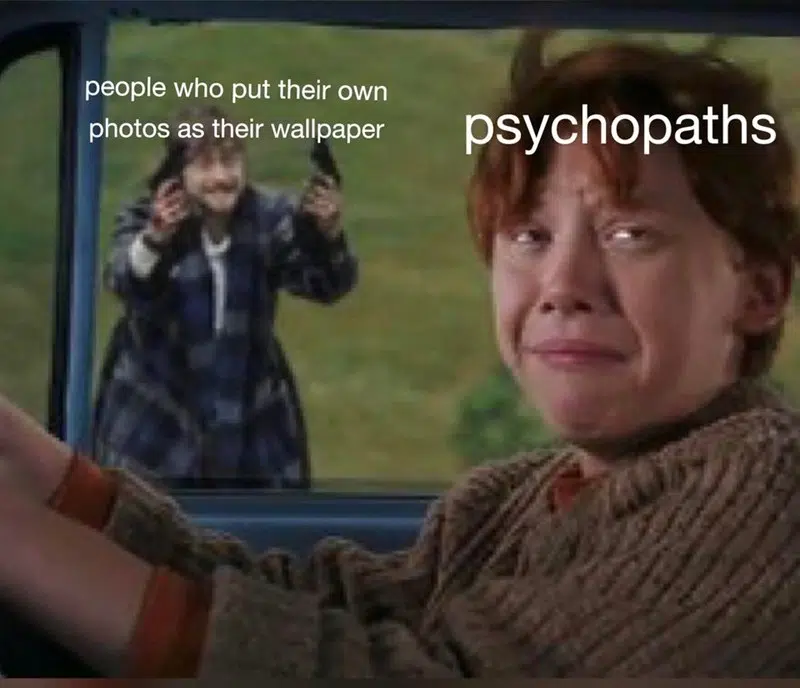 people who put their own
photos as their wallpaper
psychopaths